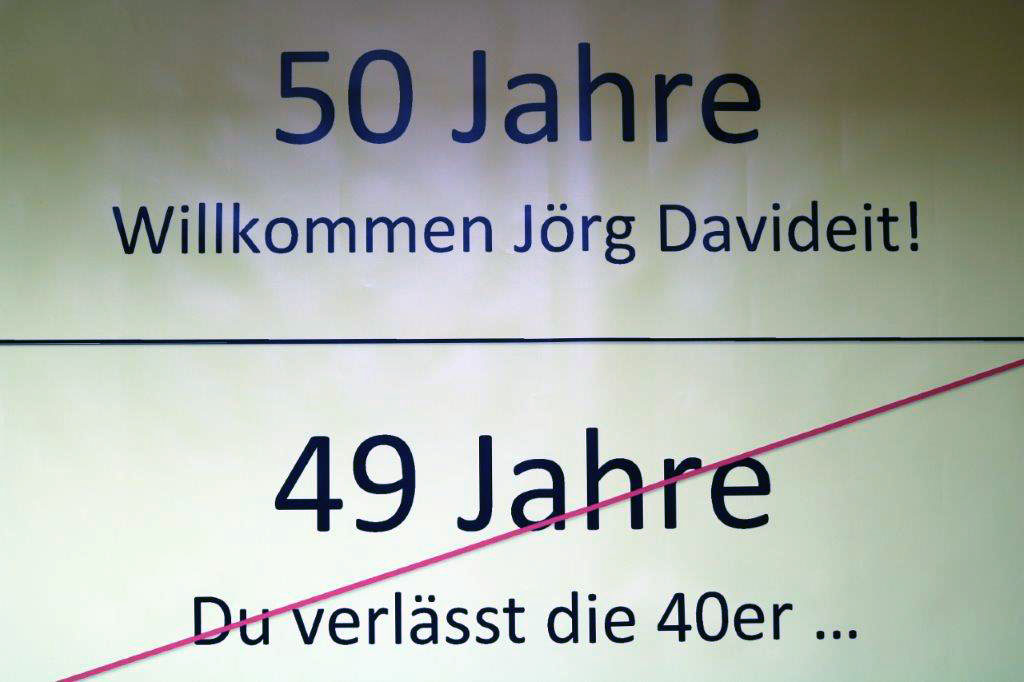 50 Jahre
Willkommen Jörg Davideit!
49 Jahre
Du verlässt die 40er ...